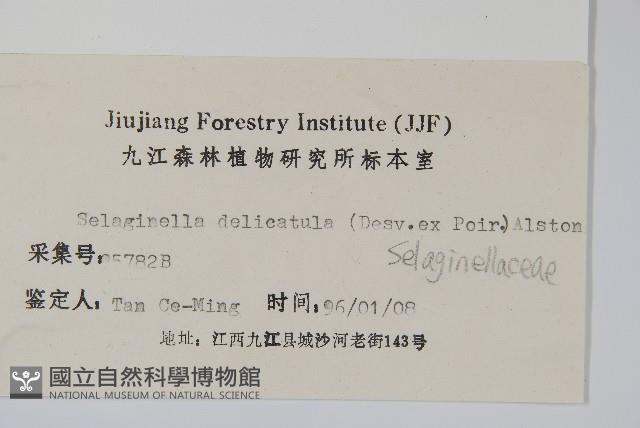 Jiujiang Forestry Institute (JJF)
九江森林植物研究所标本室
Selaginella delicatula (Desv.ex Poir.)Alston
采集号:95782B
Selaginellaceae
鉴定人: Tan Ce-Ming 时间:96/01/08
地址: 江西九江县城沙河老街143号
國立自然科學博物館
NATIONAL MUSEUM OF NATURAL SCIENCE